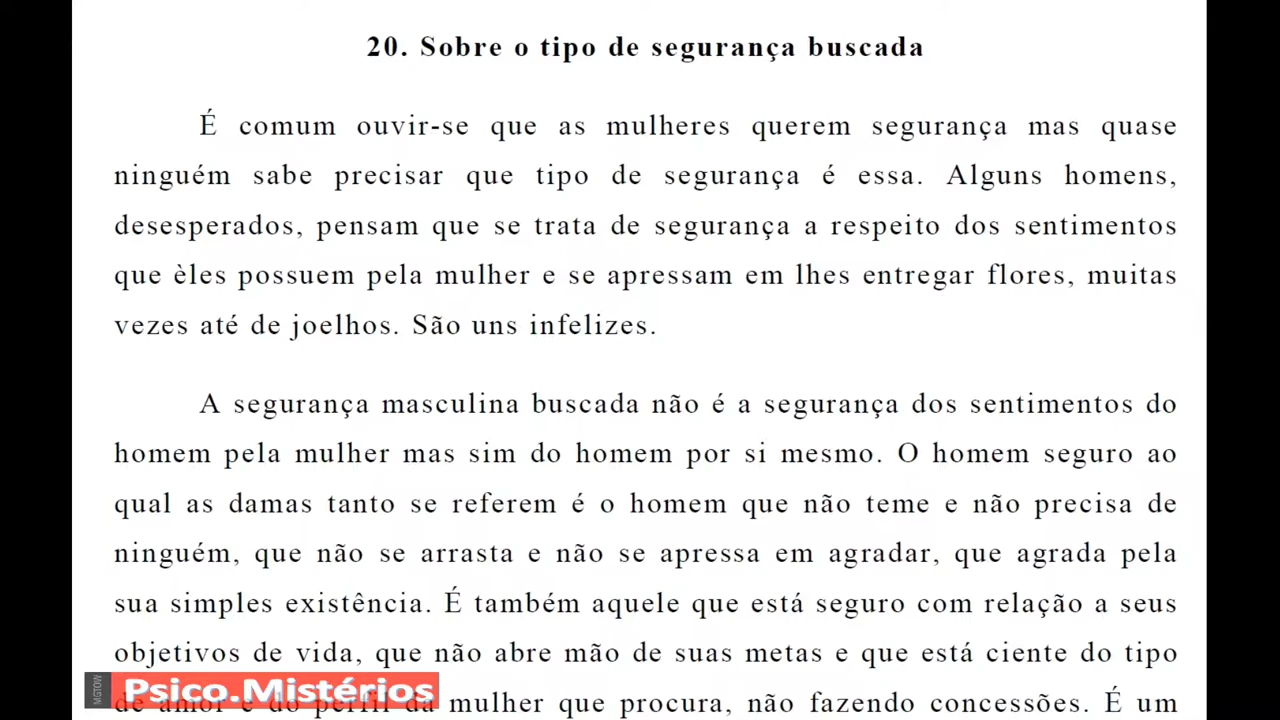 20. Sobre o tipo de segurança buscada
É comum ouvir-se que as mulheres querem segurança mas quase
ninguém sabe precisar que tipo de segurança é essa. Alguns homens,
desesperados, pensam que se trata de segurança a respeito dos sentimentos
que èles possuem pela mulher e se apressam em lhes entregar flores, muitas
vezes até de joelhos. São uns infelizes.
A segurança masculina buscada não é a segurança dos sentimentos do
homem pela mulher mas sim do homem por si mesmo. O homem seguro ao
qual as damas tanto se referem é o homem que não teme e não precisa de
ninguém, que não se arrasta e não se apressa em agradar, que agrada pela
sua simples existência. É também aquele que está seguro com relação a seus
objetivos de vida, que não abre mão de suas metas e que está ciente do tipo
de amor e do perfil da mulher que procura, não fazendo concessões. É um
MGTOW
Psico.Mistérios